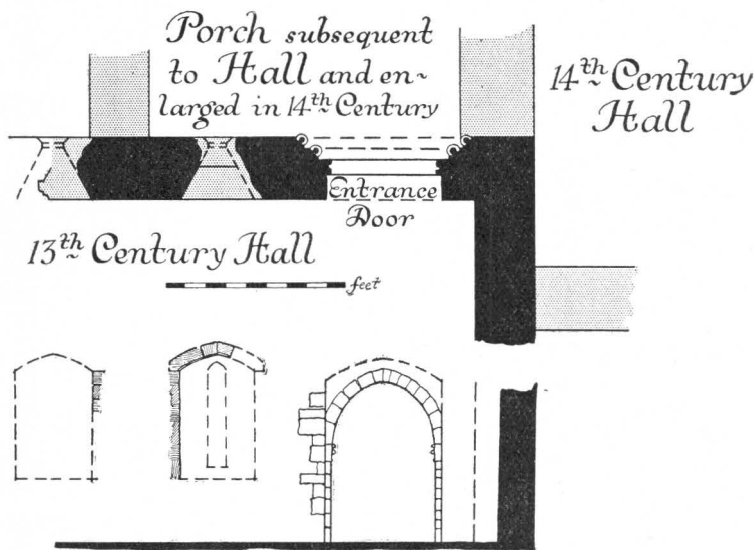 Porch subsequent
to Hall and en~
larged in 14th Century
14th Century
Hall
Entrance
Door
13th Century Hall
feet